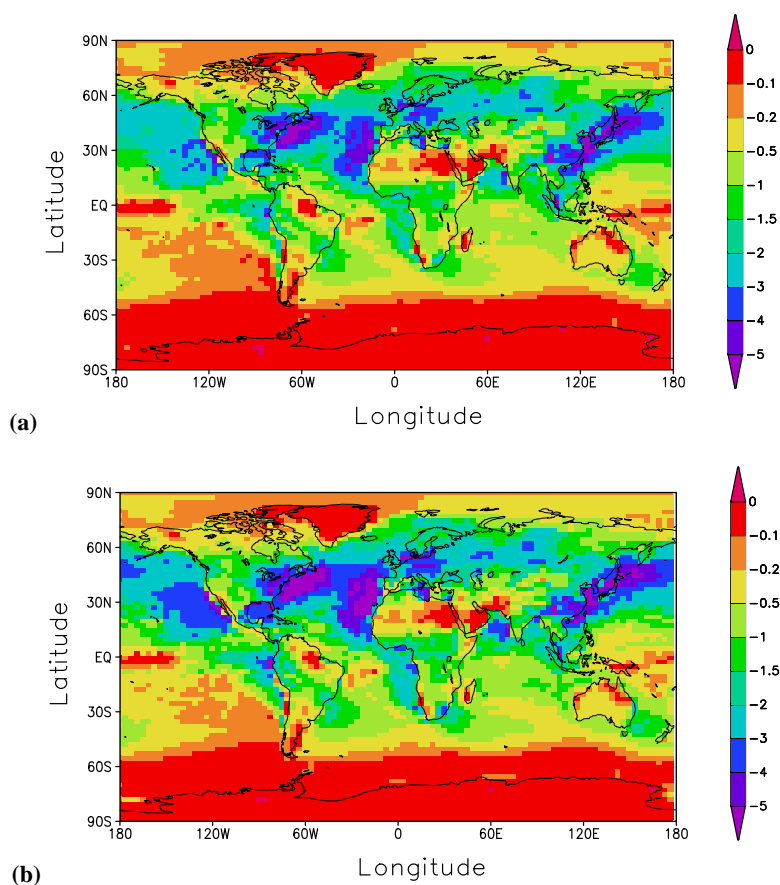 90N
60N
30N
EQ
30S
60S
90S
Latitude
180 120W 60W 0 60E 120E 180
Longitude
0
-0.1
-0.2
-0.5
-1
-1.5
-2
-3
-4
-5
(a)
90N
60N
30N
EQ
30S
60S
90S
Latitude
180 120W 60W 0 60E 120E 180
Longitude
0
-0.1
-0.2
-0.5
-1
-1.5
-2
-3
-4
-5
(b)